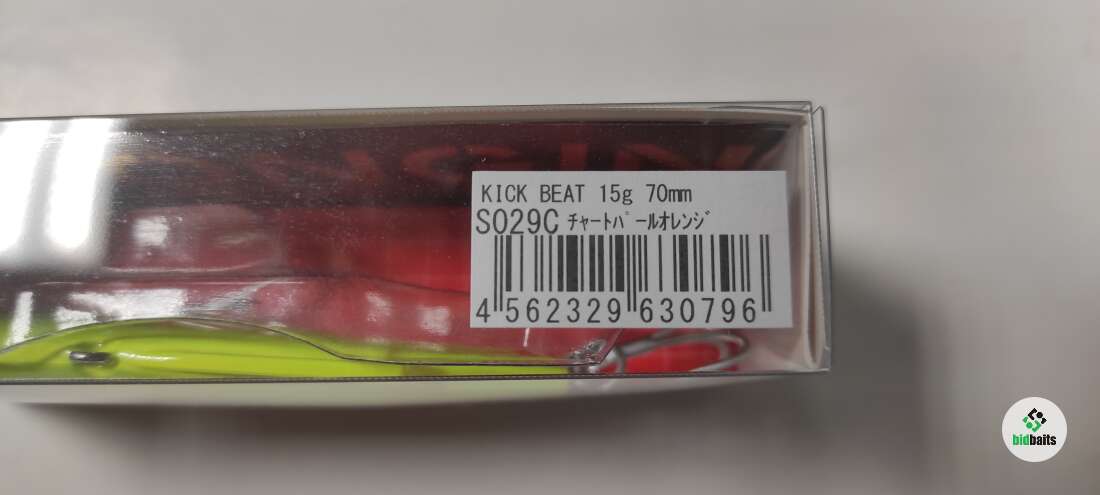 KICK BEAT 15g 70mm
S029C ﾁｬｰﾄﾊﾟｰﾙｵﾚﾝｼﾞ
4 562329 630796
bidbaits